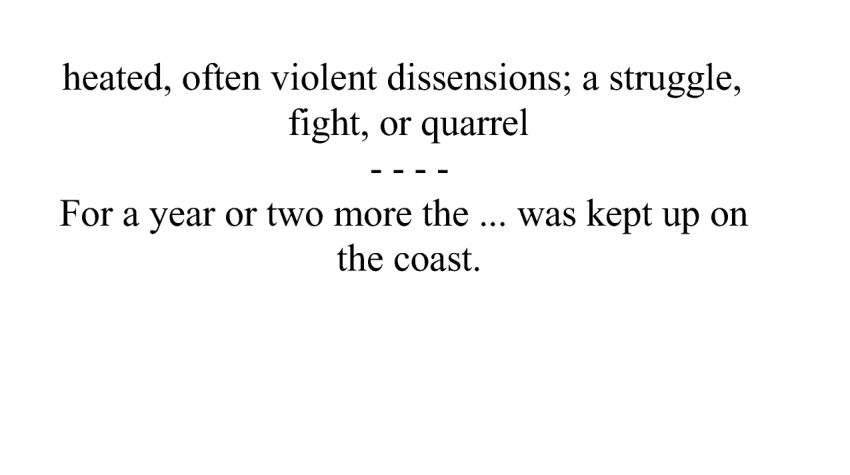 heated, often violent dissensions; a struggle,
fight, or quarrel
- - - -
For a year or two more the ... was kept up on
the coast.